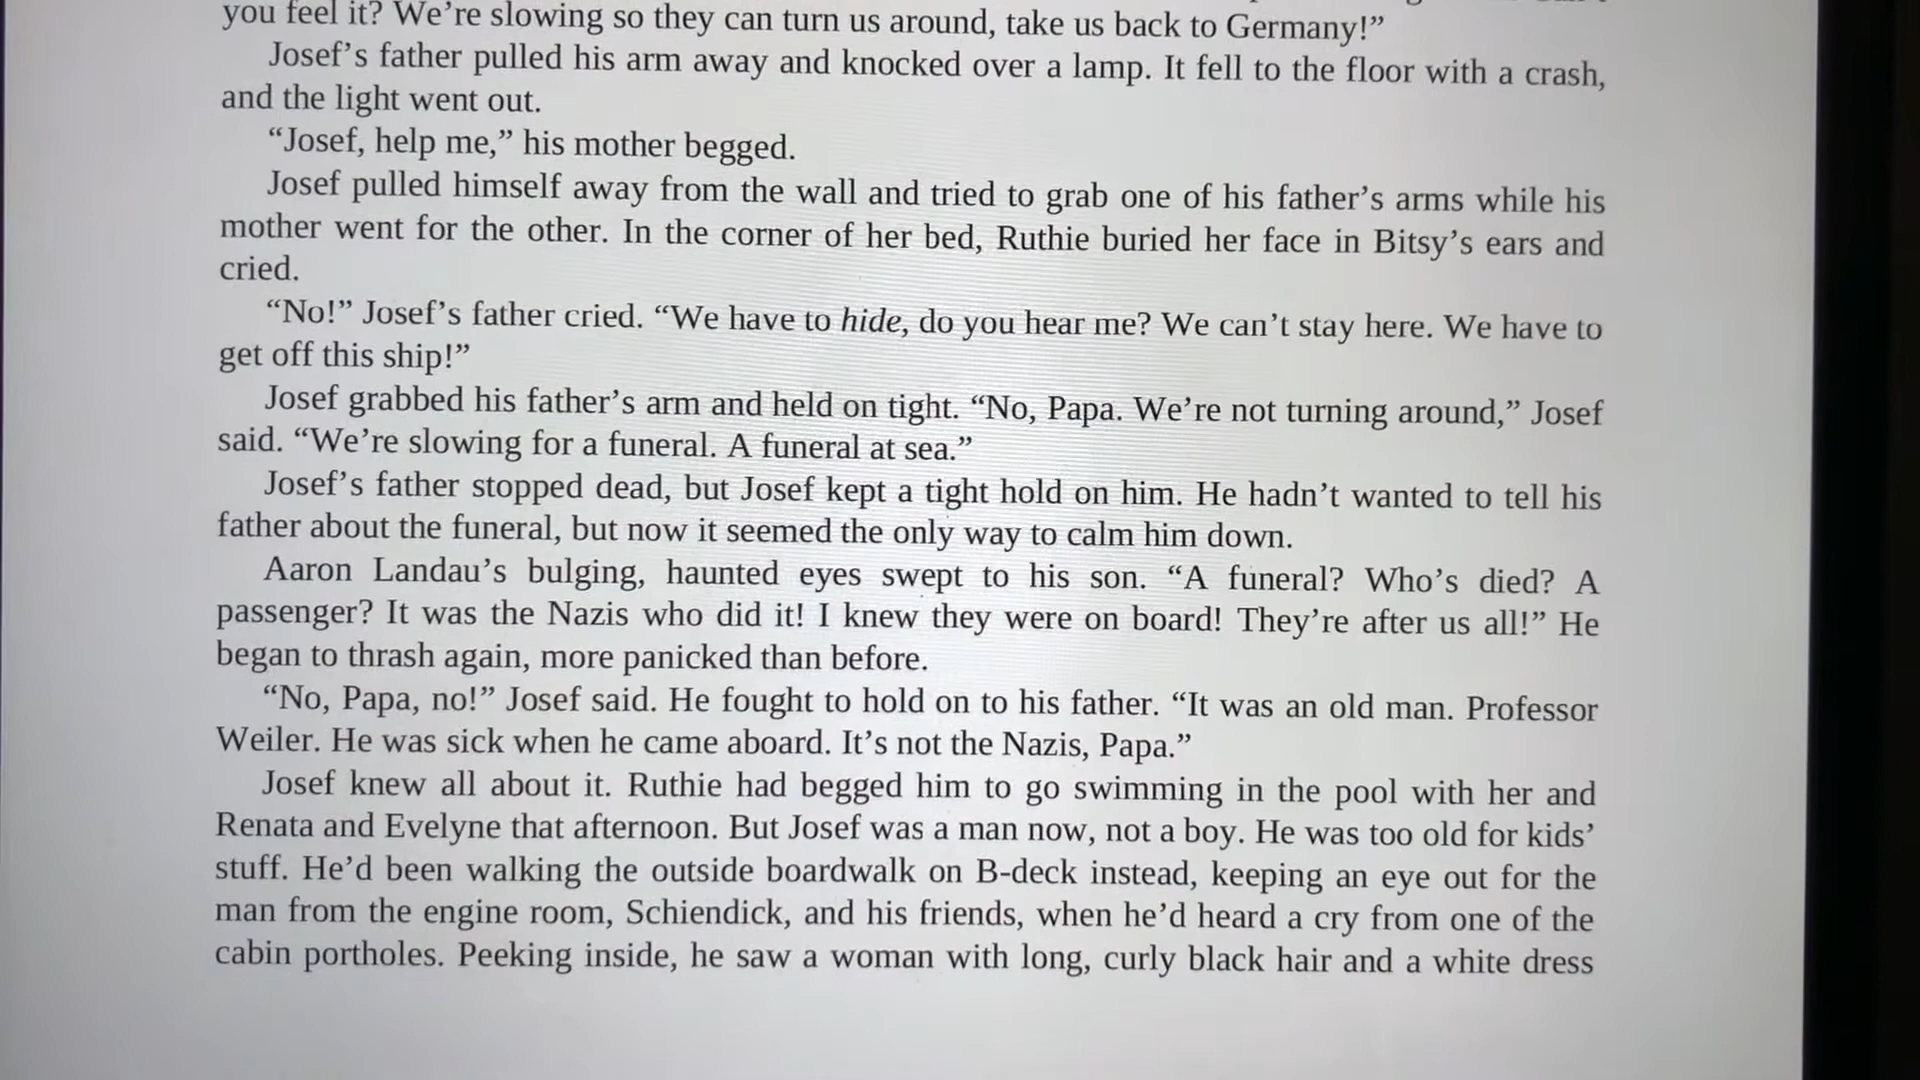 you feel it? We’re slowing so they can turn us around, take us back to Germany!”
Josef’s father pulled his arm away and knocked over a lamp. It fell to the floor with a crash,
and the light went out.
“Josef, help me,” his mother begged.
Josef pulled himself away from the wall and tried to grab one of his father’s arms while his
mother went for the other. In the corner of her bed, Ruthie buried her face in Bitsy’s ears and
cried.
“No!” Josef’s father cried. “We have to hide, do you hear me? We can’t stay here. We have to
get off this ship!”
Josef grabbed his father’s arm and held on tight. “No, Papa. We’re not turning around,” Josef
said. “We’re slowing for a funeral. A funeral at sea.”
Josef’s father stopped dead, but Josef kept a tight hold on him. He hadn’t wanted to tell his
father about the funeral, but now it seemed the only way to calm him down.
Aaron Landau’s bulging, haunted eyes swept to his son. “A funeral? Who’s died? A
passenger? It was the Nazis who did it! I knew they were on board! They’re after us all!” He
began to thrash again, more panicked than before.
“No, Papa, no!” Josef said. He fought to hold on to his father. “It was an old man. Professor
Weiler. He was sick when he came aboard. It’s not the Nazis, Papa.”
Josef knew all about it. Ruthie had begged him to go swimming in the pool with her and
Renata and Evelyne that afternoon. But Josef was a man now, not a boy. He was too old for kids’
stuff. He’d been walking the outside boardwalk on B-deck instead, keeping an eye out for the
man from the engine room, Schiendick, and his friends, when he’d heard a cry from one of the
cabin portholes. Peeking inside, he saw a woman with long, curly black hair and a white dress